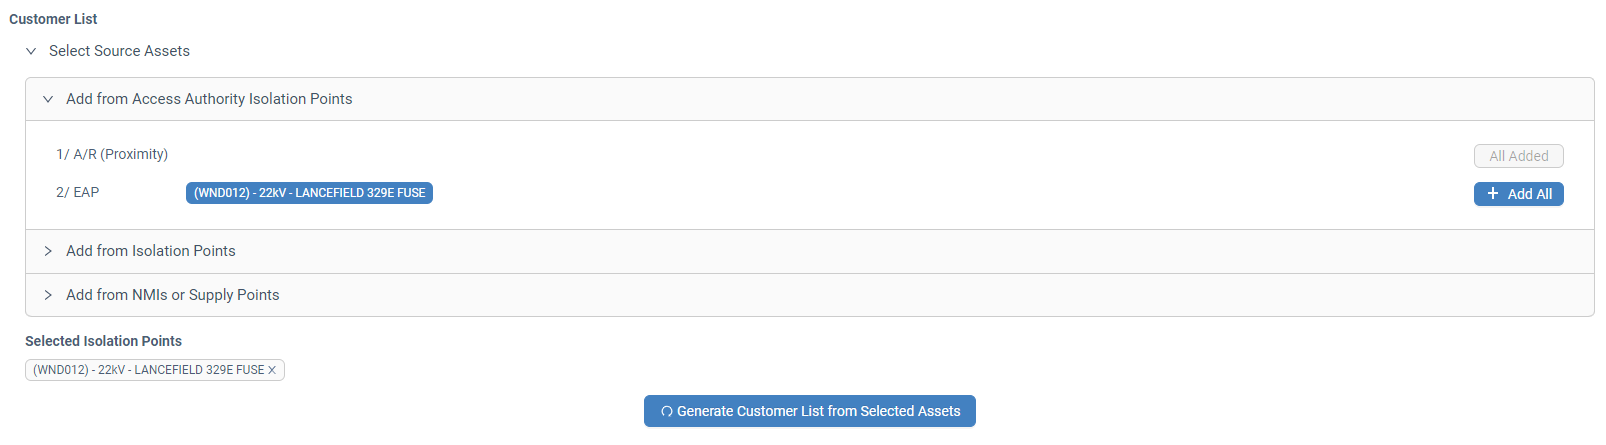 Customer List
Select Source Assets
Add from Access Authority Isolation Points
1/ A/R (Proximity)
All Added
2/ EAP (WND012) - 22kV - LANCEFIELD 329E FUSE
+ Add All
Add from Isolation Points
Add from NMIs or Supply Points
Selected Isolation Points
(WND012) - 22kV - LANCEFIELD 329E FUSE
Generate Customer List from Selected Assets